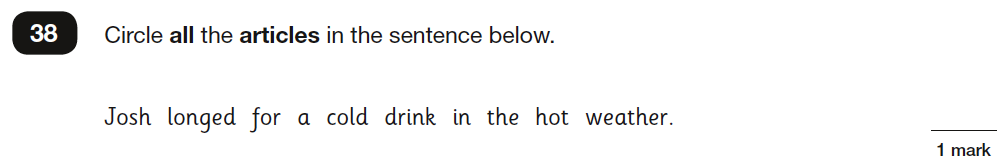 38 Circle all the articles in the sentence below.
Josh longed for a cold drink in the hot weather.
1 mark